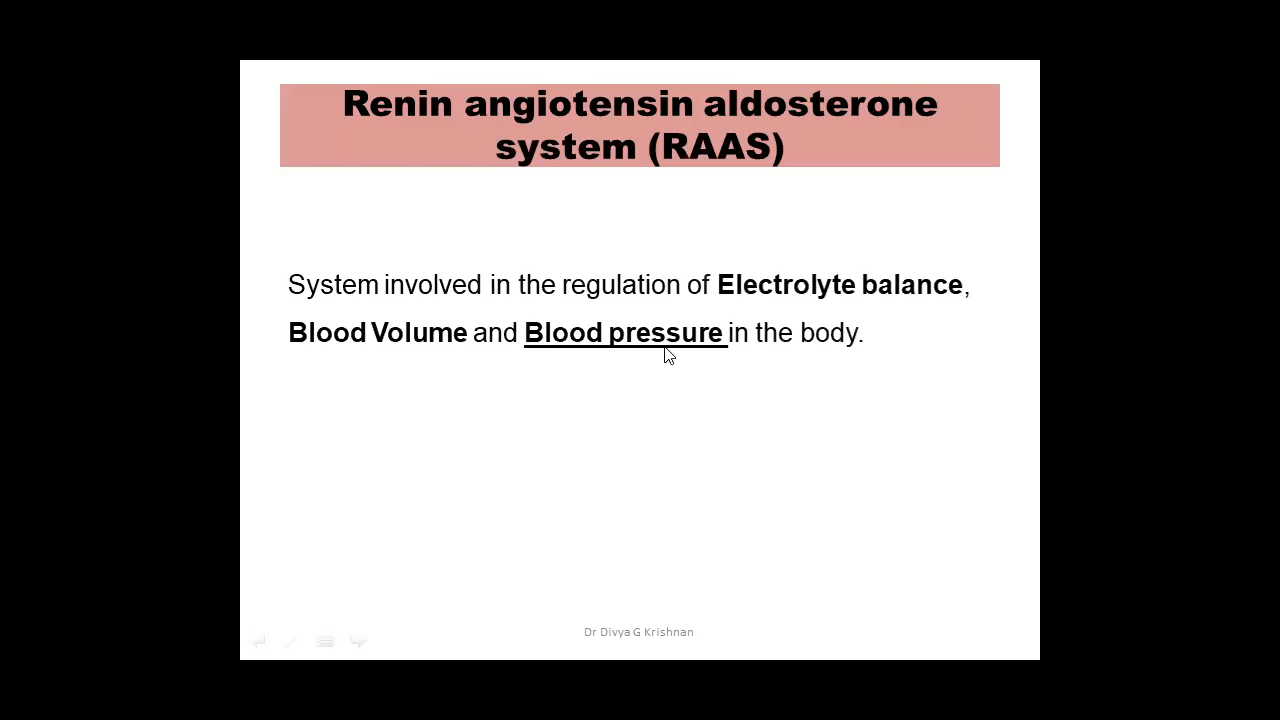 Renin angiotensin aldosterone
system (RAAS)
System involved in the regulation of Electrolyte balance,
Blood Volume and Blood pressure in the body.
Dr Divya G Krishnan